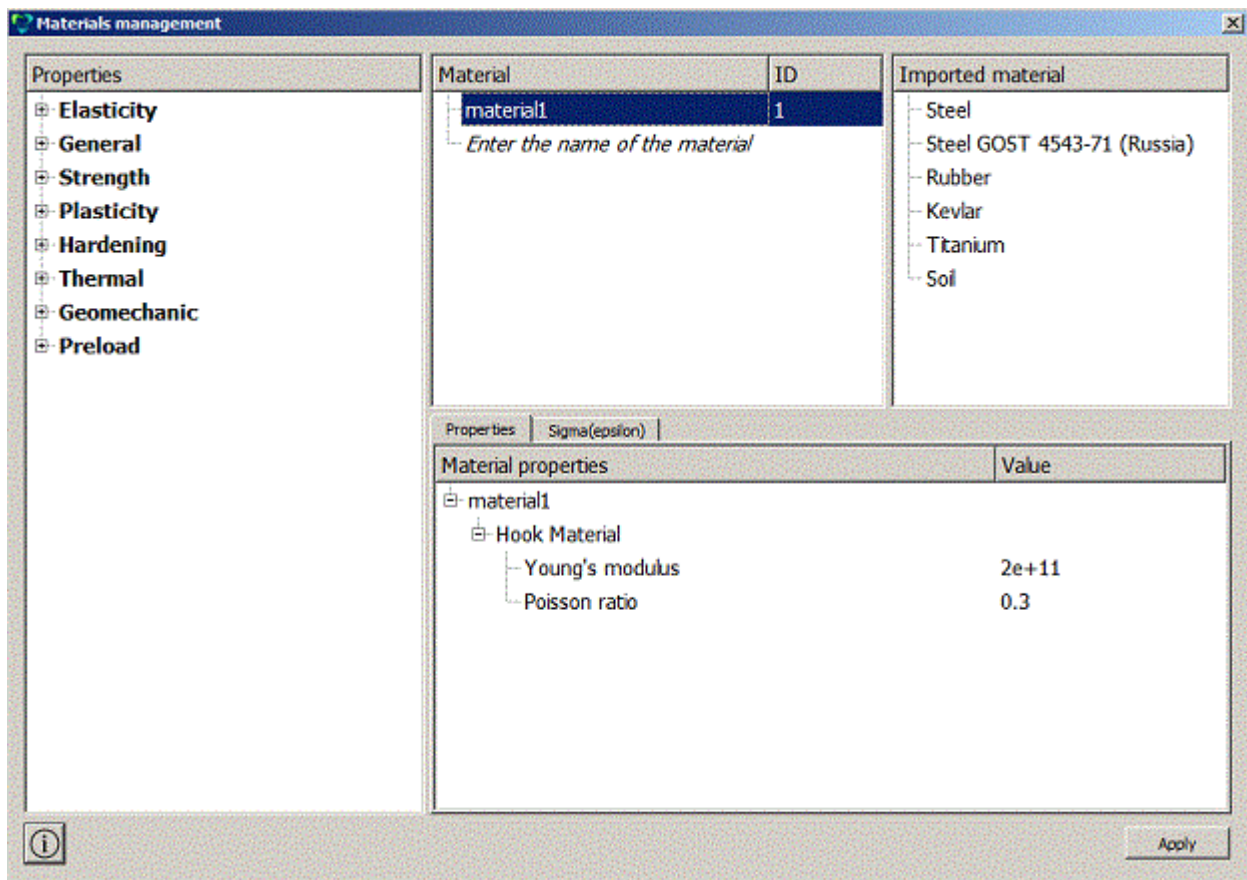 Materials management
Properties
Elasticity
General
Strength
Plasticity
Hardening
Thermal
Geomechanic
Preload
Material ID
material1 1
Enter the name of the material
Imported material
Steel
Steel GOST 4543-71 (Russia)
Rubber
Kevlar
Titanium
Soil
Properties Sigma(epsilon)
Material properties Value
material1
Hook Material
Young's modulus 2e+11
Poisson ratio 0.3
Apply